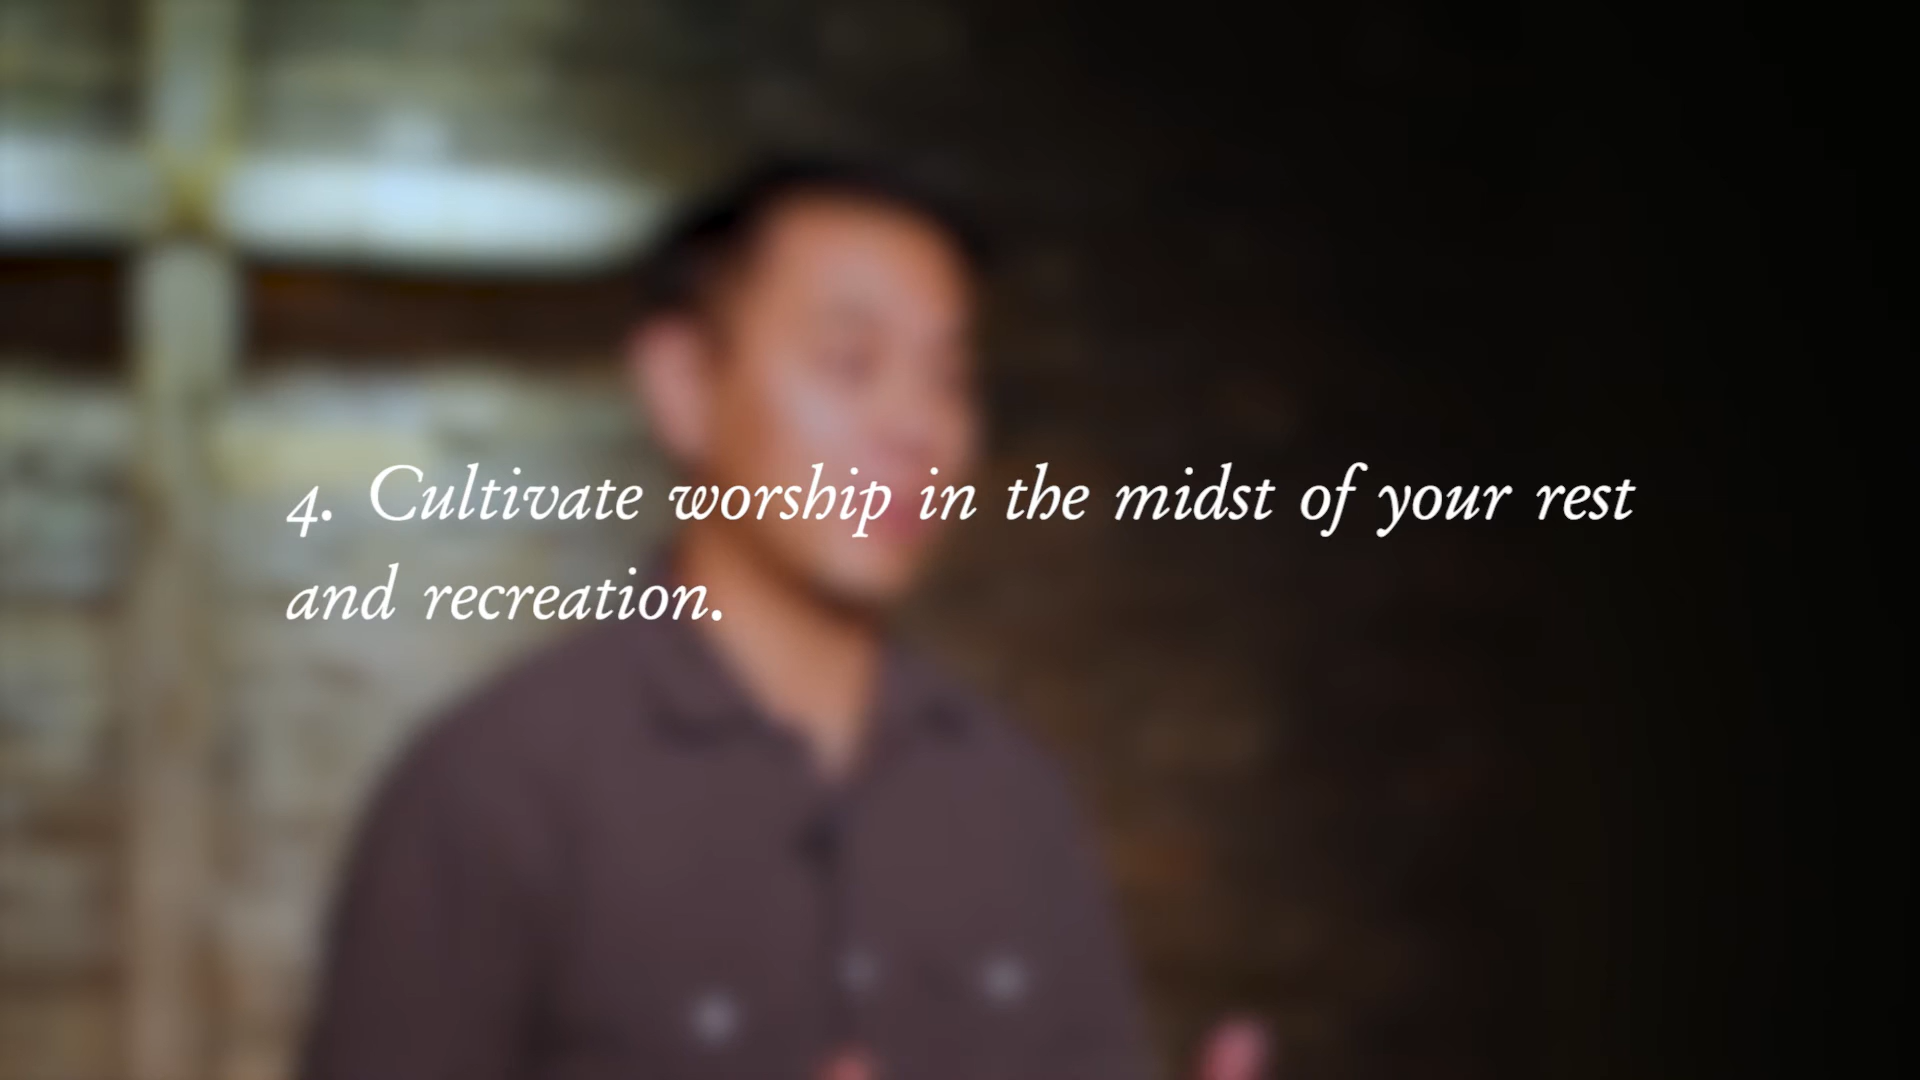 4. Cultivate worship in the midst of your rest
and recreation.